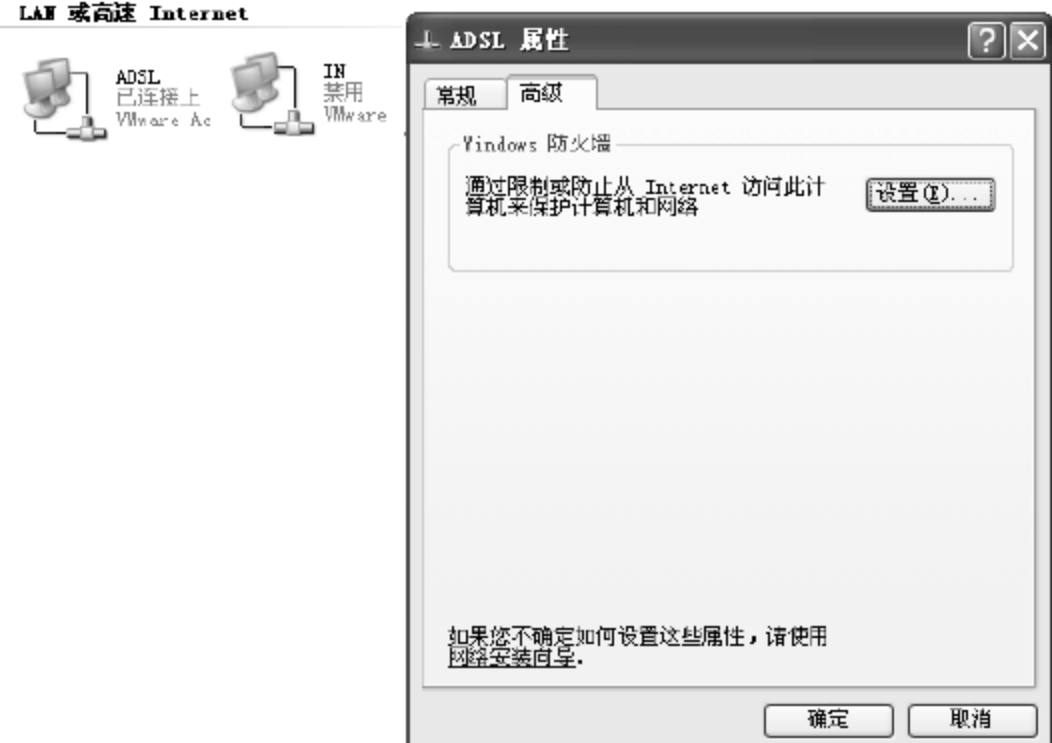 LAN 或高速 Internet
ADSL
已连接上
VMware Ac
IN
禁用
VMware
ADSL 属性
常规
高级
Windows 防火墙
通过限制或防止从 Internet 访问此计
算机来保护计算机和网络
设置(E)...
如果您不确定如何设置这些属性，请使用
网络安装向导.
确定
取消